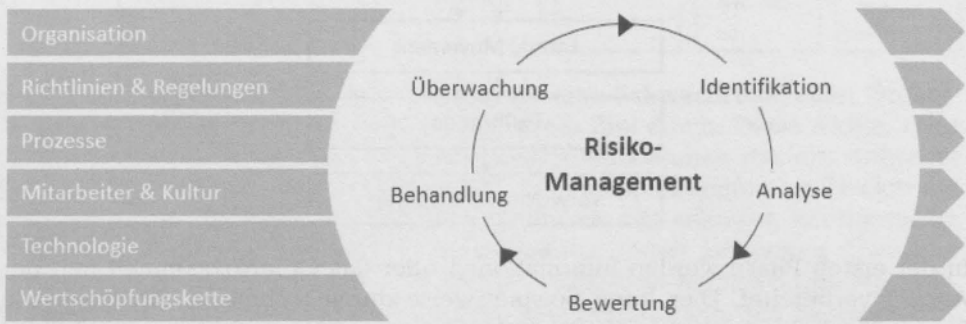 Organisation
Richtlinien & Regelungen
Prozesse
Mitarbeiter & Kultur
Technologie
Wertschöpfungskette
Überwachung
Identifikation
Risiko-
Management
Behandlung
Analyse
Bewertung